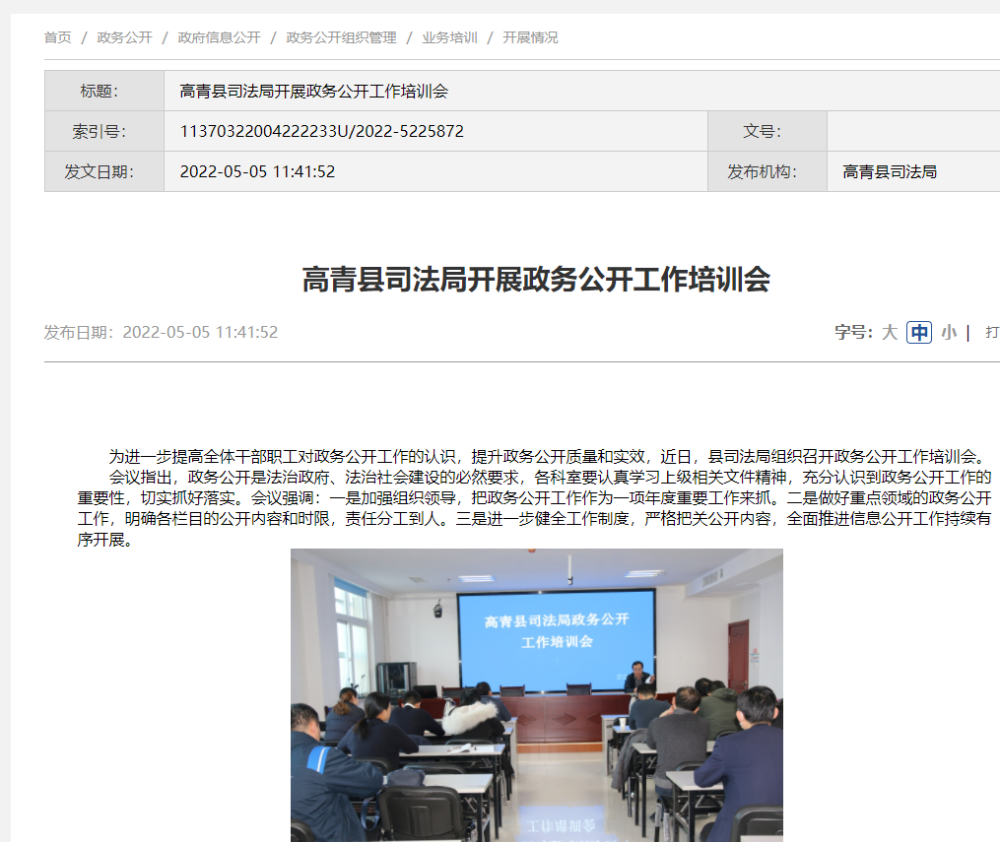 首页 / 政务公开 / 政府信息公开 / 政务公开组织管理 / 业务培训 / 开展情况
标题： 高青县司法局开展政务公开工作培训会
索引号： 11370322004222233U/2022-5225872 文号：
发文日期： 2022-05-05 11:41:52 发布机构： 高青县司法局
高青县司法局开展政务公开工作培训会
发布日期：2022-05-05 11:41:52 字号：大 中 小 | 打
为进一步提高全体干部职工对政务公开工作的认识，提升政务公开质量和实效，近日，县司法局组织召开政务公开工作培训会。
会议指出，政务公开是法治政府、法治社会建设的必然要求，各科室要认真学习上级相关文件精神，充分认识到政务公开工作的
重要性，切实抓好落实。会议强调：一是加强组织领导，把政务公开工作作为一项年度重要工作来抓。二是做好重点领域的政务公开
工作，明确各栏目的公开内容和时限，责任分工到人。三是进一步健全工作制度，严格把关公开内容，全面推进信息公开工作持续有
序开展。
高青县司法局政务公开
工作培训会